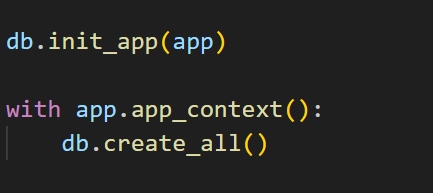 db.init_app(app)
with app.app_context():
    db.create_all()